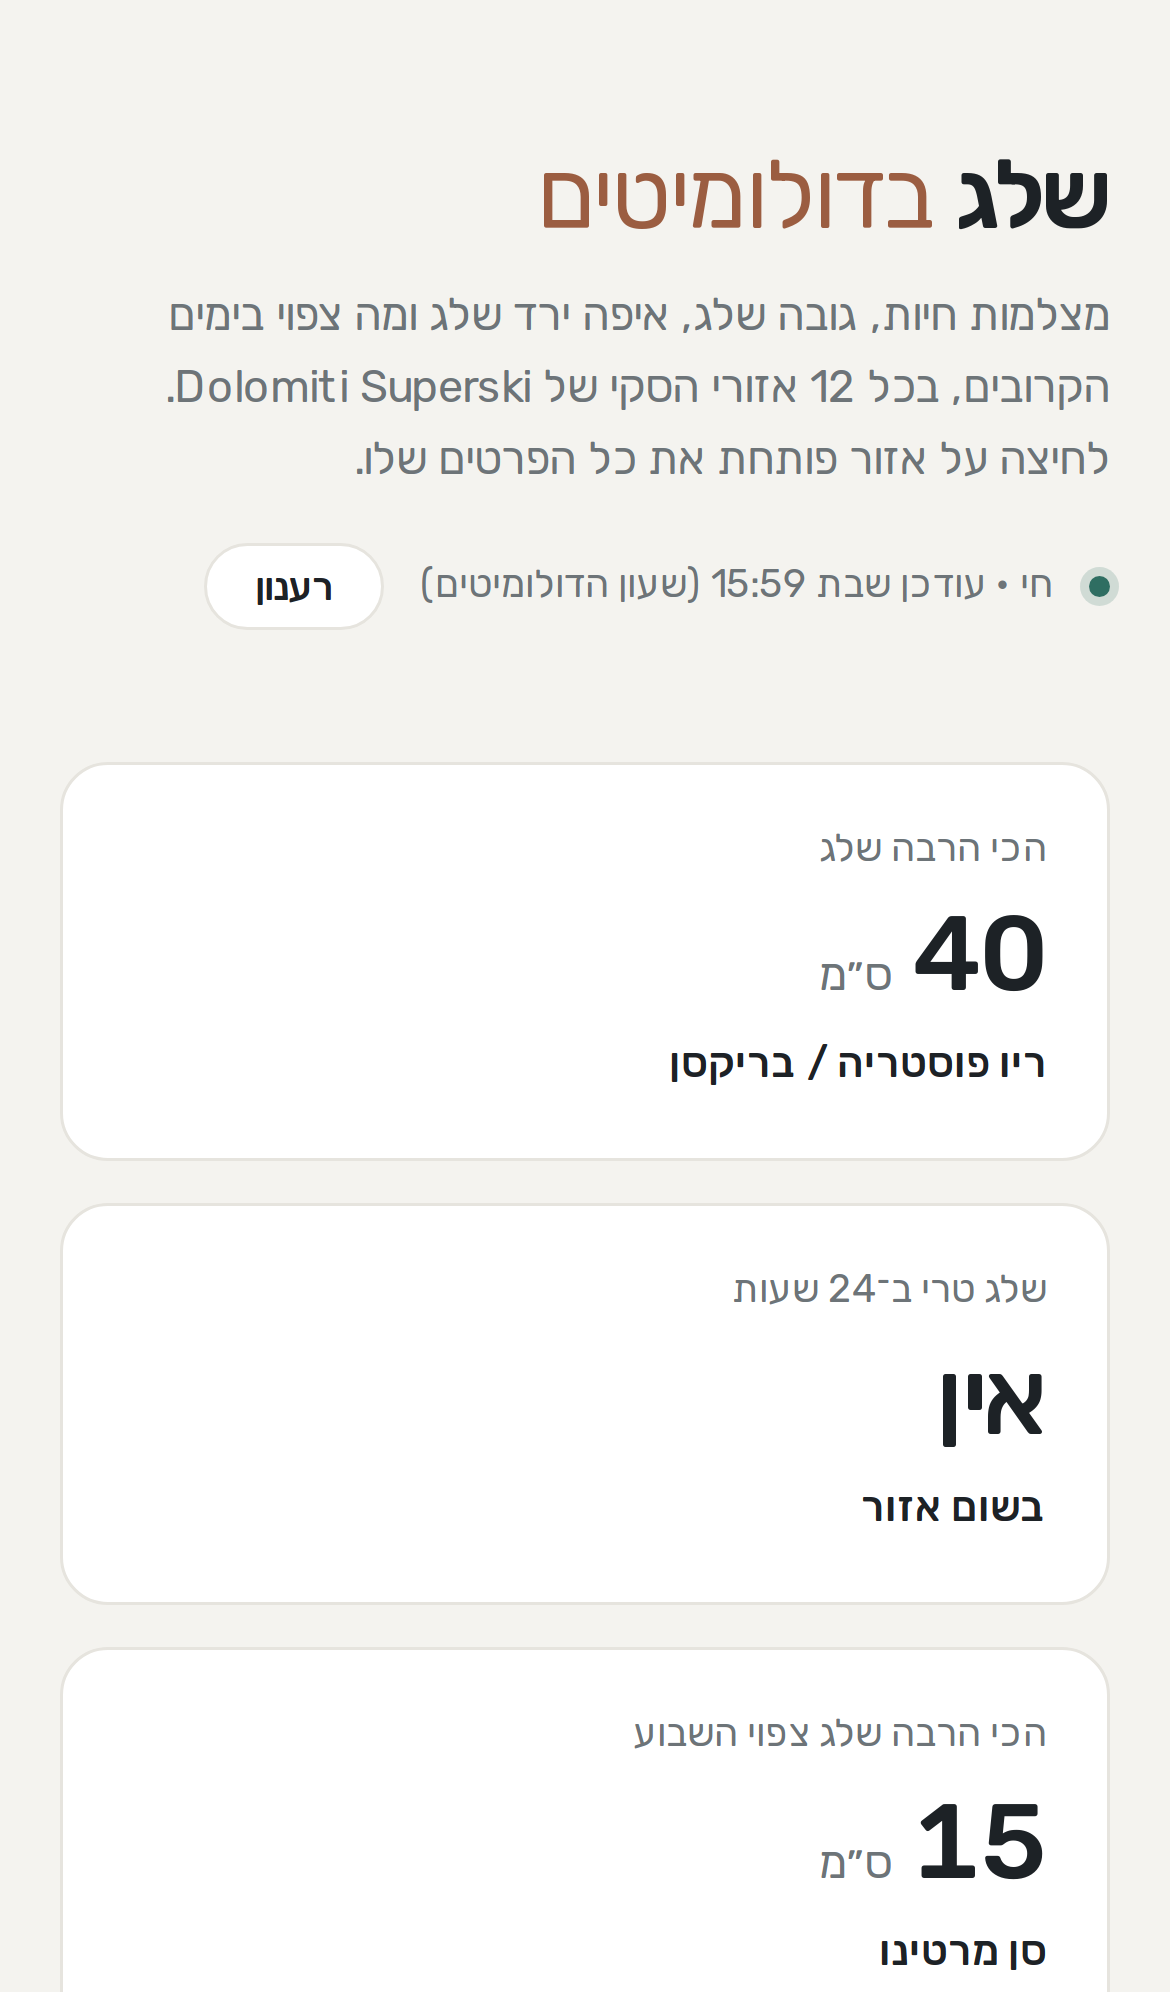 שלג בדולומיטים
מצלמות חיות, גובה שלג, איפה ירד שלג ומה צפוי בימים
הקרובים, בכל 12 אזורי הסקי של Dolomiti Superski.
לחיצה על אזור פותחת את כל הפרטים שלו.
חי • עודכן שבת 15:59 (שעון הדולומיטים)
רענון
הכי הרבה שלג
40 ס״מ
ריו פוסטריה / בריקסן
שלג טרי ב־24 שעות
אין
בשום אזור
הכי הרבה שלג צפוי השבוע
15 ס״מ
סן מרטינו